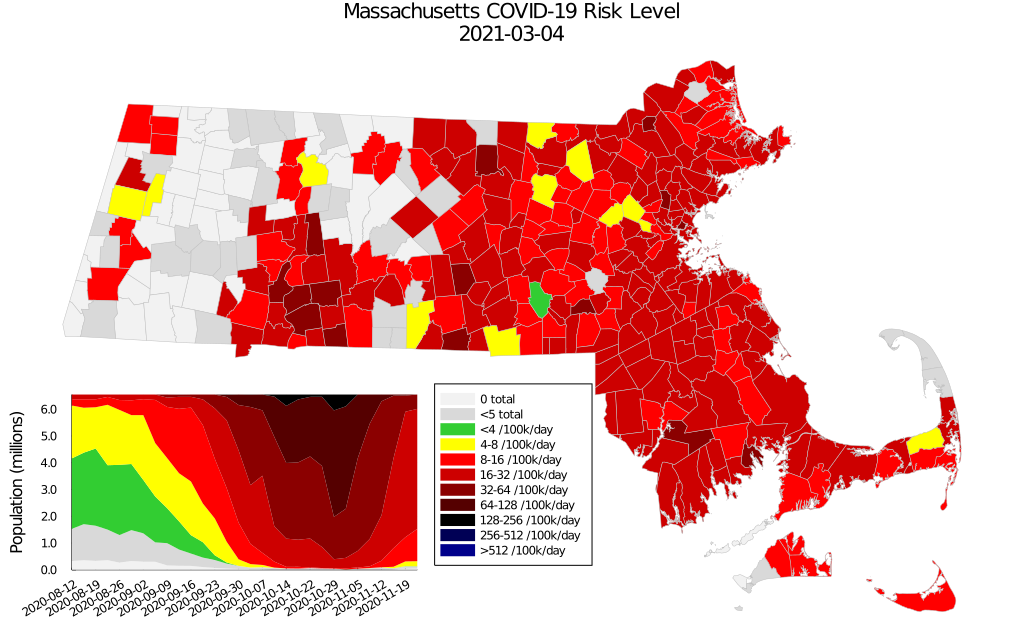 Massachusetts COVID-19 Risk Level
2021-03-04
Population (millions)
6.0
5.0
4.0
3.0
2.0
1.0
0.0
2020-08-12
2020-08-19
2020-08-26
2020-09-02
2020-09-09
2020-09-16
2020-09-23
2020-09-30
2020-10-07
2020-10-14
2020-10-22
2020-10-29
2020-11-05
2020-11-12
2020-11-19
0 total
<5 total
<4 /100k/day
4-8 /100k/day
8-16 /100k/day
16-32 /100k/day
32-64 /100k/day
64-128 /100k/day
128-256 /100k/day
256-512 /100k/day
>512 /100k/day